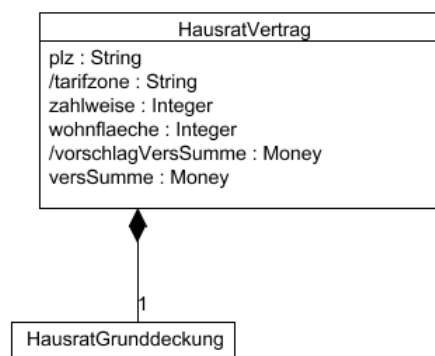 HausratVertrag
plz : String
/tarifzone : String
zahlweise : Integer
wohnflaeche : Integer
/vorschlagVersSumme : Money
versSumme : Money
1
HausratGrunddeckung